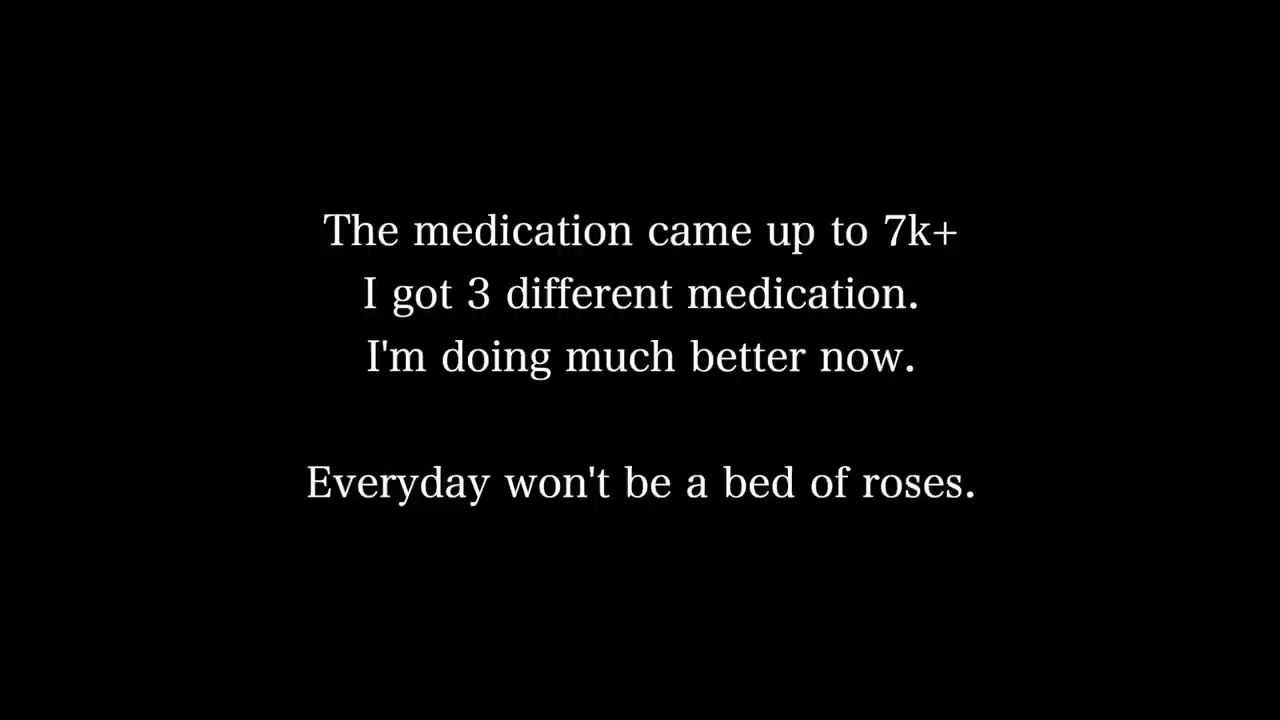 The medication came up to 7k+
I got 3 different medication.
I'm doing much better now.
Everyday won't be a bed of roses.